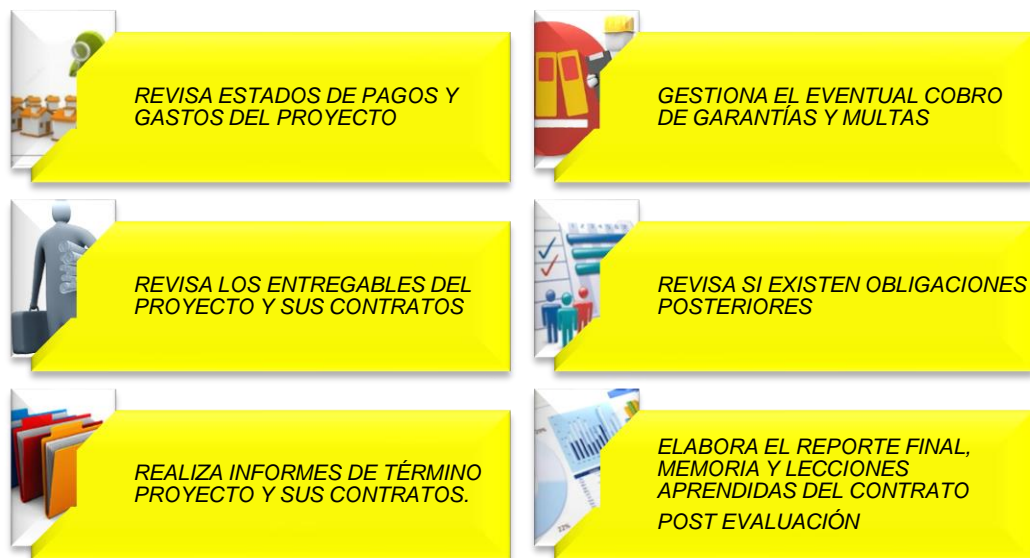 REVISA ESTADOS DE PAGOS Y
GASTOS DEL PROYECTO
GESTIONA EL EVENTUAL COBRO
DE GARANTÍAS Y MULTAS
REVISA LOS ENTREGABLES DEL
PROYECTO Y SUS CONTRATOS
REVISA SI EXISTEN OBLIGACIONES
POSTERIORES
REALIZA INFORMES DE TÉRMINO
PROYECTO Y SUS CONTRATOS.
ELABORA EL REPORTE FINAL,
MEMORIA Y LECCIONES
APRENDIDAS DEL CONTRATO
POST EVALUACIÓN
22%